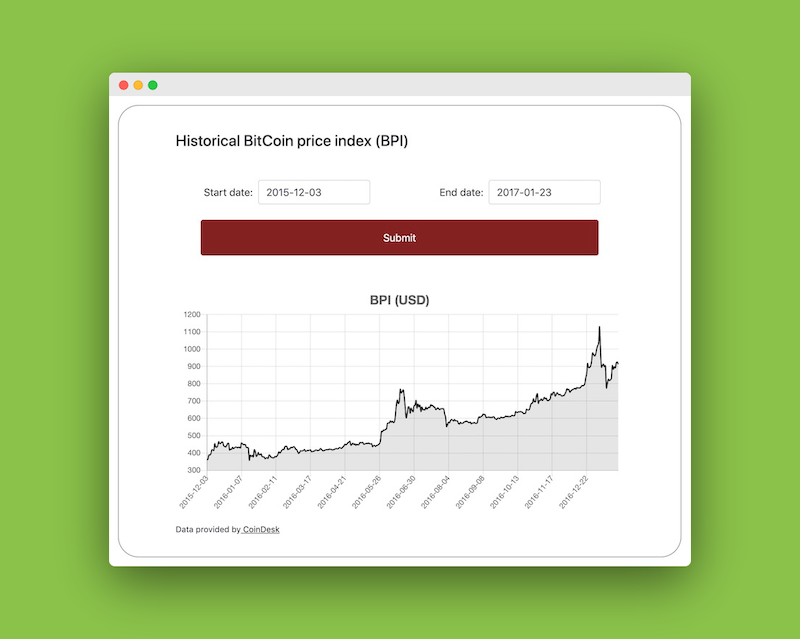 Historical BitCoin price index (BPI)
Start date: 2015-12-03 End date: 2017-01-23
Submit
BPI (USD)
1200
1100
1000
900
800
700
600
500
400
300
2015-12-03 2016-01-07 2016-02-11 2016-03-17 2016-04-21 2016-05-26 2016-06-30 2016-08-04 2016-09-08 2016-10-13 2016-11-17 2016-12-22
Data provided by CoinDesk